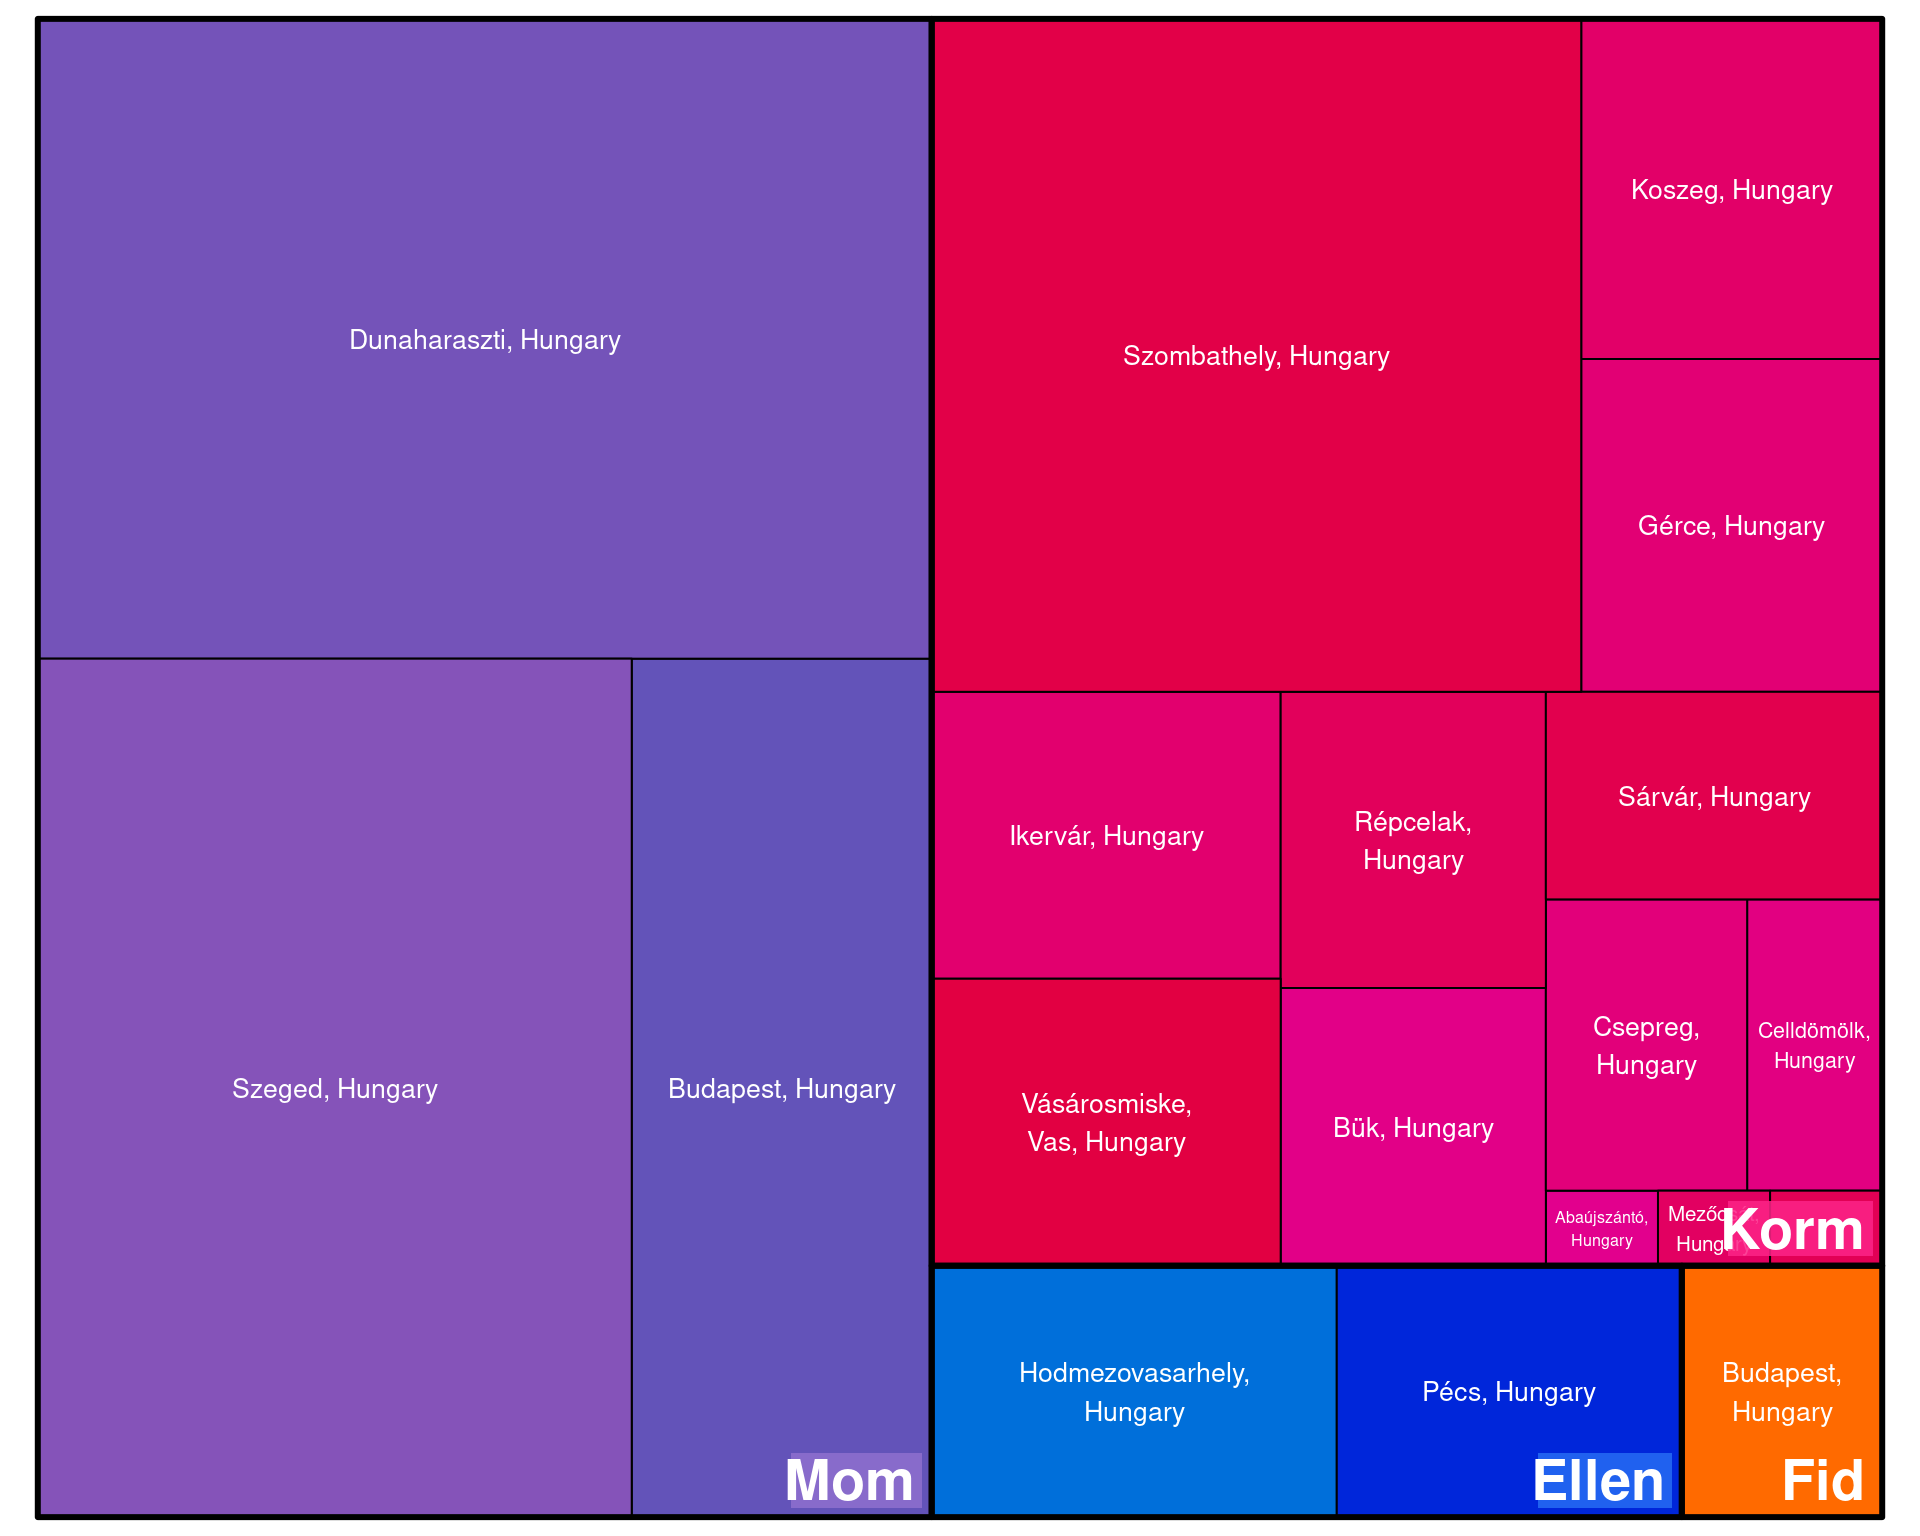 Dunaharaszti, Hungary
Szeged, Hungary
Budapest, Hungary
Mom
Szombathely, Hungary
Koszeg, Hungary
Gérce, Hungary
Ikervár, Hungary
Répcelak,
Hungary
Sárvár, Hungary
Vásárosmiske,
Vas, Hungary
Bük, Hungary
Csepreg,
Hungary
Celldömölk,
Hungary
Abaújszántó,
Hungary
Hungary
Korm
Hodmezovasarhely,
Hungary
Pécs, Hungary
Ellen
Budapest,
Hungary
Fid